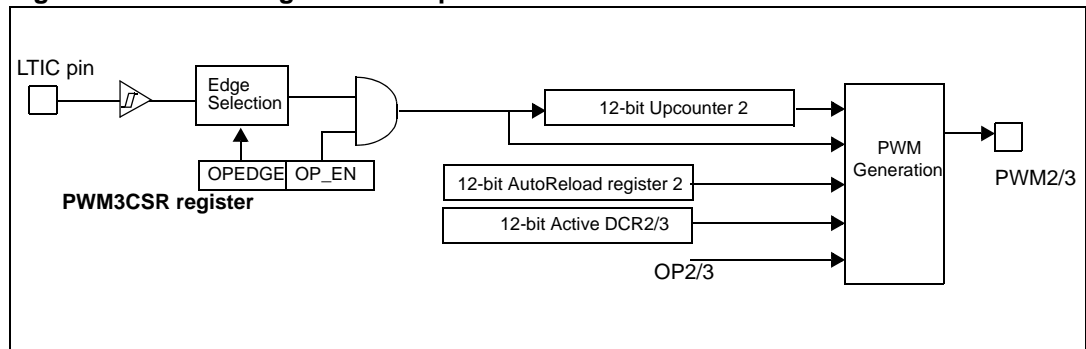 LTIC pin
Edge
Selection
OPEDGE OP_EN
PWM3CSR register
12-bit Upcounter 2
12-bit AutoReload register 2
12-bit Active DCR2/3
OP2/3
PWM
Generation
PWM2/3